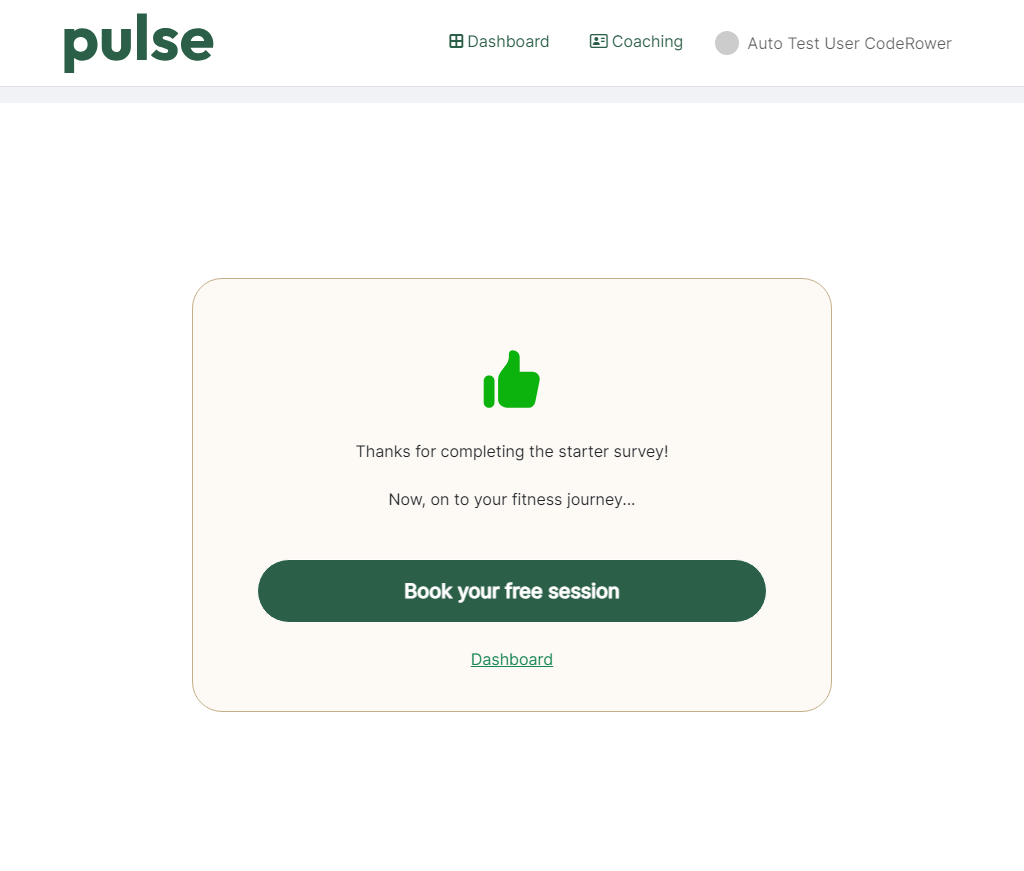 pulse
Dashboard
Coaching
Auto Test User CodeRower
Thanks for completing the starter survey!
Now, on to your fitness journey...
Book your free session
Dashboard